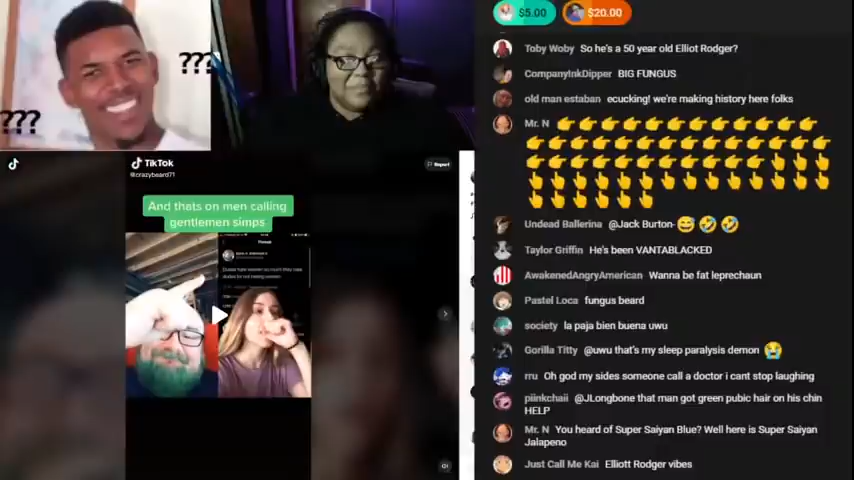 $5.00
$20.00
???
???
TikTok
@crazybeard71
Report
And thats on men calling
gentlemen simps
Toby Woby So he's a 50 year old Elliot Rodger?
CompanyInkDipper BIG FUNGUS
old man estaban ecucking! we're making history here folks
Mr. N 👉👉👉👉👉👉👉👉👉👉👉👉
👉👉👉👉👉👉👉👉👉👉👉👉👉👉
👉👉👉👉👉👉👉👉👉👉👉👆👆👆
👆👆👆👆👆👆👆👆👆👆👆👆👆👆
👆👆👆👆👆👆
Undead Ballerina @Jack Burton- 😅🤣🤣
Taylor Griffin He's been VANTABLACKED
AwakenedAngryAmerican Wanna be fat leprechaun
Pastel Loca fungus beard
society la paja bien buena uwu
Gorilla Titty @uwu that's my sleep paralysis demon 😭
rru Oh god my sides someone call a doctor i cant stop laughing
piinkchaii @JLongbone that man got green pubic hair on his chin
HELP
Mr. N You heard of Super Saiyan Blue? Well here is Super Saiyan
Jalapeno
Just Call Me Kai Elliott Rodger vibes